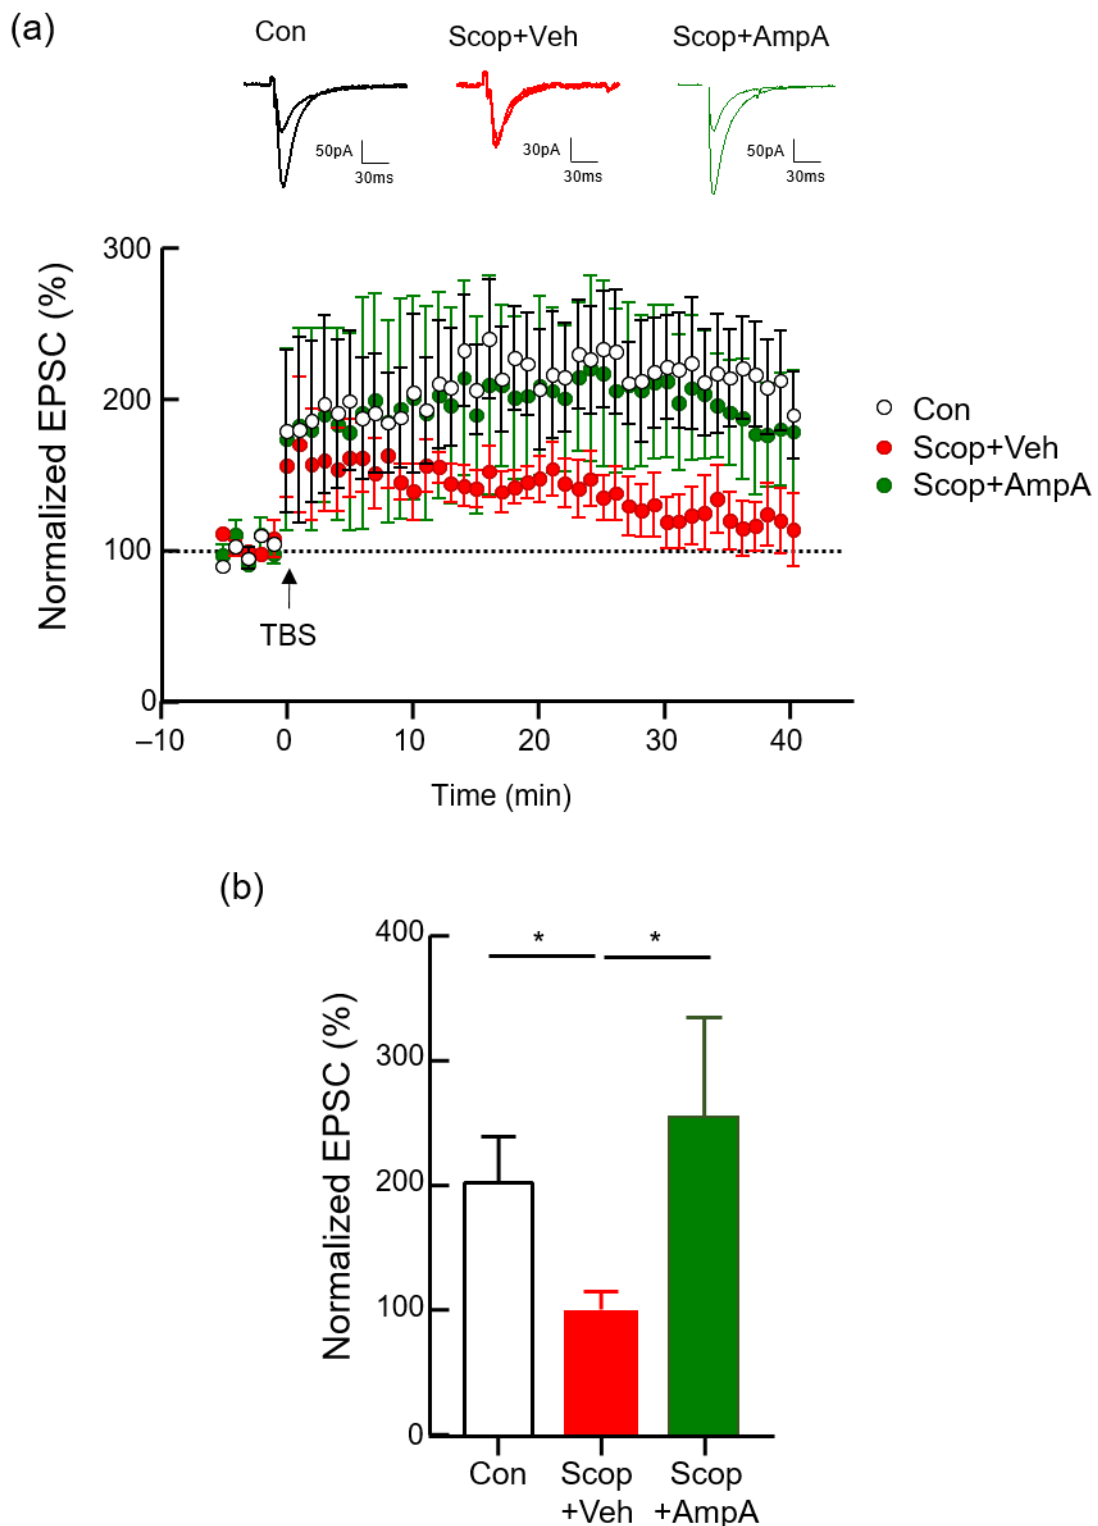 (a)
Con
Scop+Veh
Scop+AmpA
50pA
30ms
30pA
30ms
50pA
30ms
Normalized EPSC (%)
300
200
100
0
TBS
–10
0
10
20
30
40
Time (min)
Con
Scop+Veh
Scop+AmpA
(b)
Normalized EPSC (%)
400
300
200
100
0
*
*
Con
Scop
+Veh
Scop
+AmpA